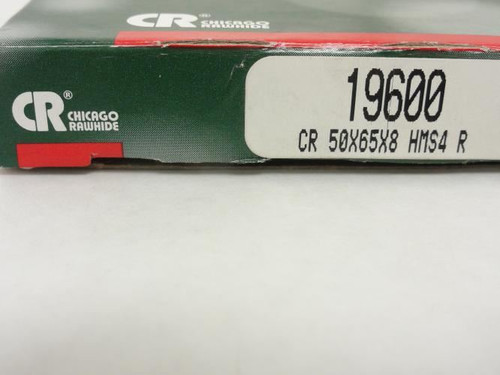 CR® CHICAGO
RAWHIDE
CR® CHICAGO
RAWHIDE
19600
CR 50X65X8 HMS4 R